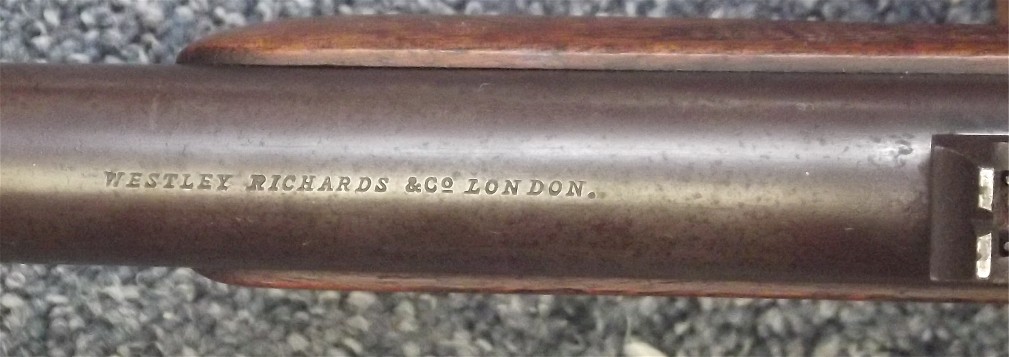 WESTLEY RICHARDS &Cº LONDON.